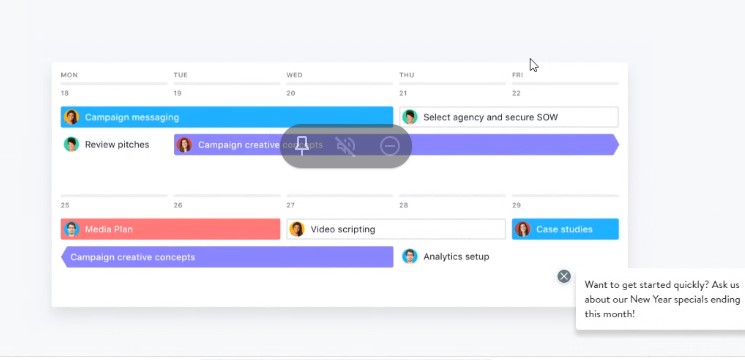 MON TUE WED THU FRI
18 19 20 21 22
Campaign messaging Select agency and secure SOW
Review pitches Campaign creative concepts
25 26 27 28 29
Media Plan Video scripting Case studies
Campaign creative concepts Analytics setup
Want to get started quickly? Ask us
about our New Year specials ending
this month!